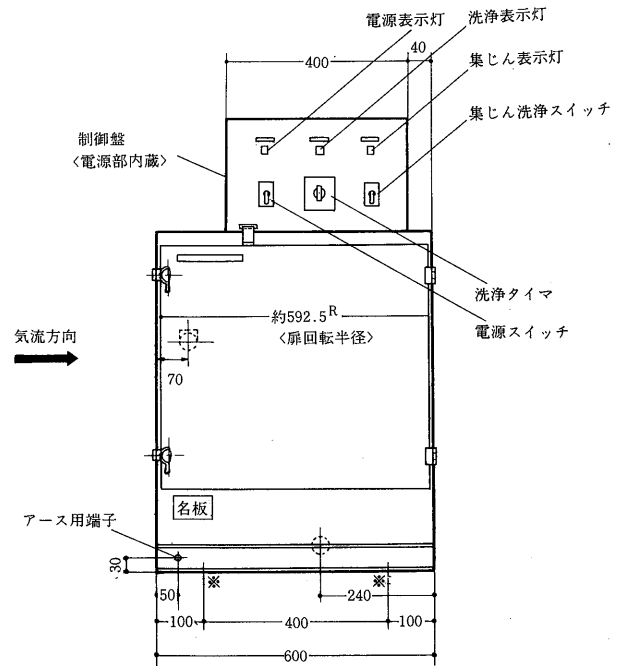 電源表示灯
洗浄表示灯
400
40
集じん表示灯
集じん洗浄スイッチ
制御盤
〈電源部内蔵〉
洗浄タイマ
約592.5R
〈扉回転半径〉
電源スイッチ
気流方向
70
名板
アース用端子
30
※
※
50
240
100
400
100
600